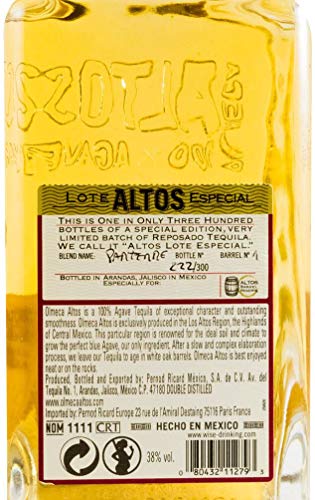 LOTE ALTOS ESPECIAL
THIS IS ONE IN ONLY THREE HUNDRED
BOTTLES OF A SPECIAL EDITION, VERY
LIMITED BATCH OF REPOSADO TEQUILA.
WE CALL IT "ALTOS LOTE ESPECIAL."
BLEND NAME: BOTTLE Nº BARREL Nº 1
222/300
BOTTLED IN ARANDAS, JALISCO IN MEXICO
ESPECIALLY FOR:
ALTOS
Olmeca Altos is a 100% Agave Tequila of exceptional character and outstanding
smoothness. Olmeca Altos is exclusively produced in the Los Altos Region, the Highlands
of Central Mexico. This particular region is renowned for the ideal soil and climate to
grow the perfect blue Agave, our only ingredient. After a slow and complex elaboration
process, we leave our Tequila to age in white oak barrels. Olmeca Altos is best enjoyed
neat or on the rocks.
Produced, Bottled and Exported by: Pernod Ricard México, S.A. de C.V. Av. del
Tequila No. 1, Arandas, Jalisco, México C.P. 47180 DOUBLE DISTILLED
www.olmecaaltos.com
Imported by Pernod Ricard Europe 23 rue de l'Amiral Destaing 75116 Paris France
NOM 1111 CRT HECHO EN MEXICO
www.wise-drinking.com
38% vol.
0 80432 11279 3